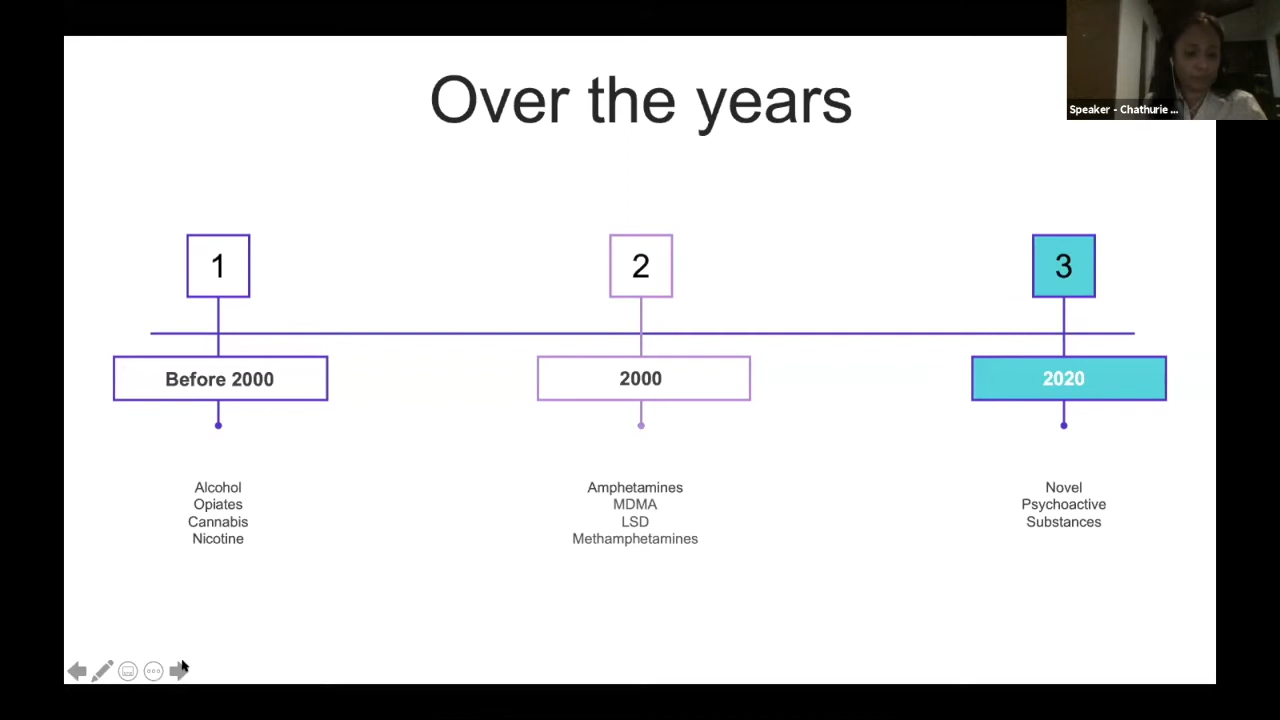 Over the years
Speaker - Chathurie ...
1
2
3
Before 2000
2000
2020
Alcohol
Opiates
Cannabis
Nicotine
Amphetamines
MDMA
LSD
Methamphetamines
Novel
Psychoactive
Substances